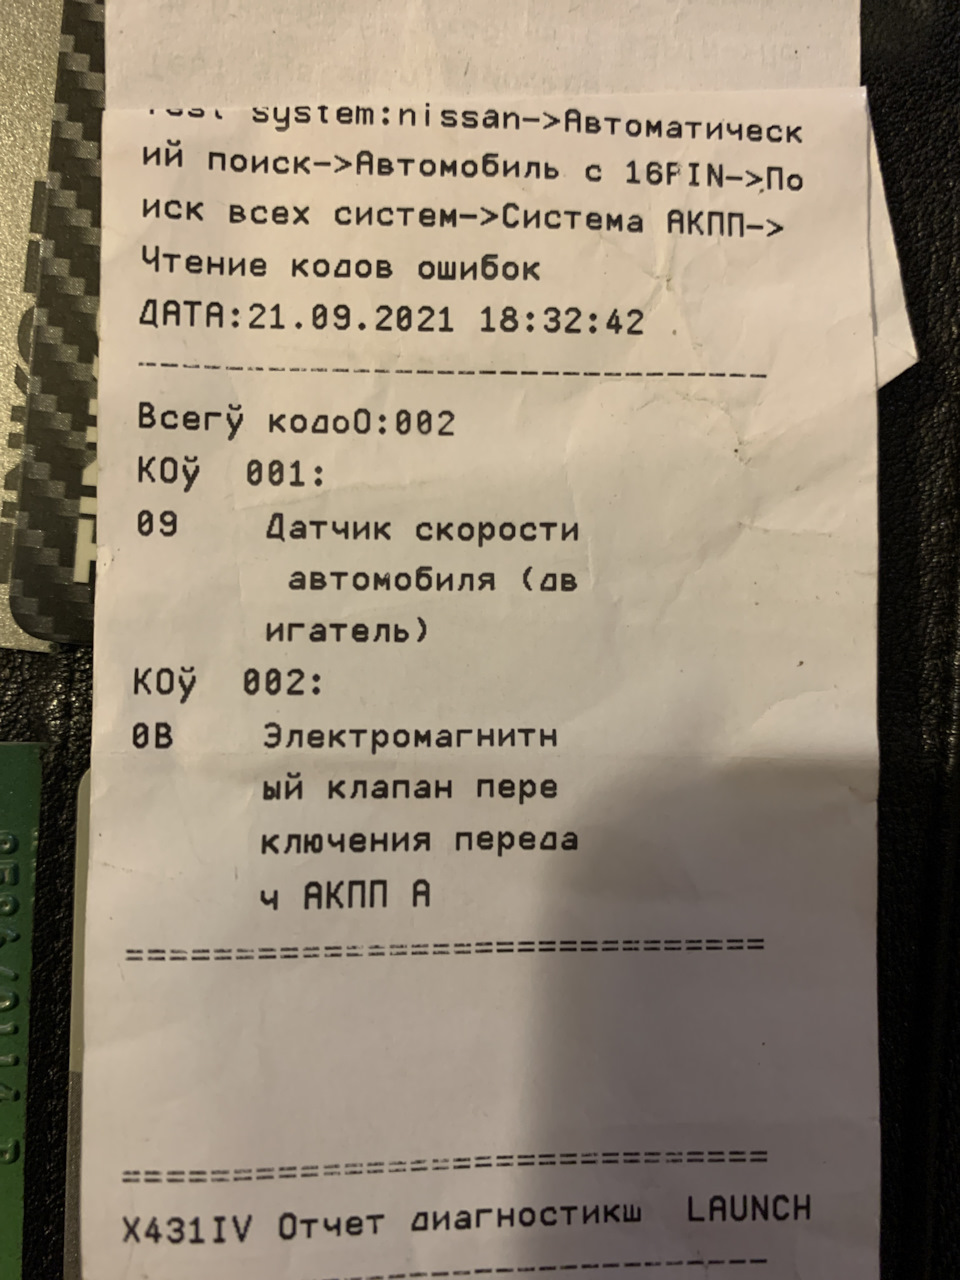 Test system:nissan->Автоматическ
ий поиск->Автомобиль с 16PIN->По
иск всех систем->Система АКПП->
Чтение кодов ошибок
ДАТА:21.09.2021 18:32:42
Всегў кодоО:002
КОў 001:
09 Датчик скорости
автомобиля (дв
игатель)
КОў 002:
0B Электромагнитн
ый клапан пере
ключения переда
ч АКПП А
X431IV Отчет диагностикш LAUNCH